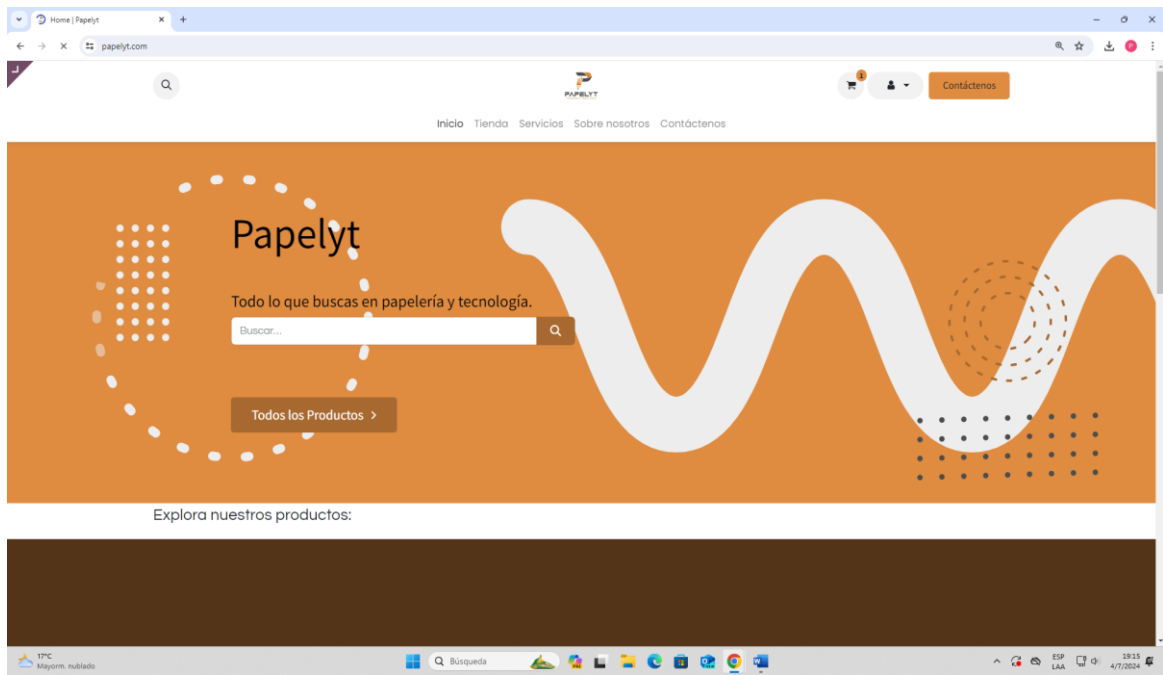 Home | Papelyt
papelyt.com
P
1
PAPELYT
Contáctenos
Inicio Tienda Servicios Sobre nosotros Contáctenos
Papelyt
Todo lo que buscas en papelería y tecnología.
Buscar...
Todos los Productos >
Explora nuestros productos:
17°C
Mayorm. nublado
Búsqueda
ESP
LAA
19:15
4/7/2024